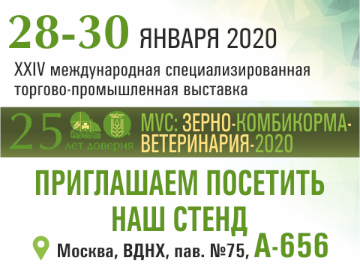 28-30 ЯНВАРЯ 2020
XXIV международная специализированная
торгово-промышленная выставка
25 лет доверия
MVC: ЗЕРНО-КОМБИКОРМА-
ВЕТЕРИНАРИЯ-2020
ПРИГЛАШАЕМ ПОСЕТИТЬ
НАШ СТЕНД
Москва, ВДНХ, пав. №75, А-656